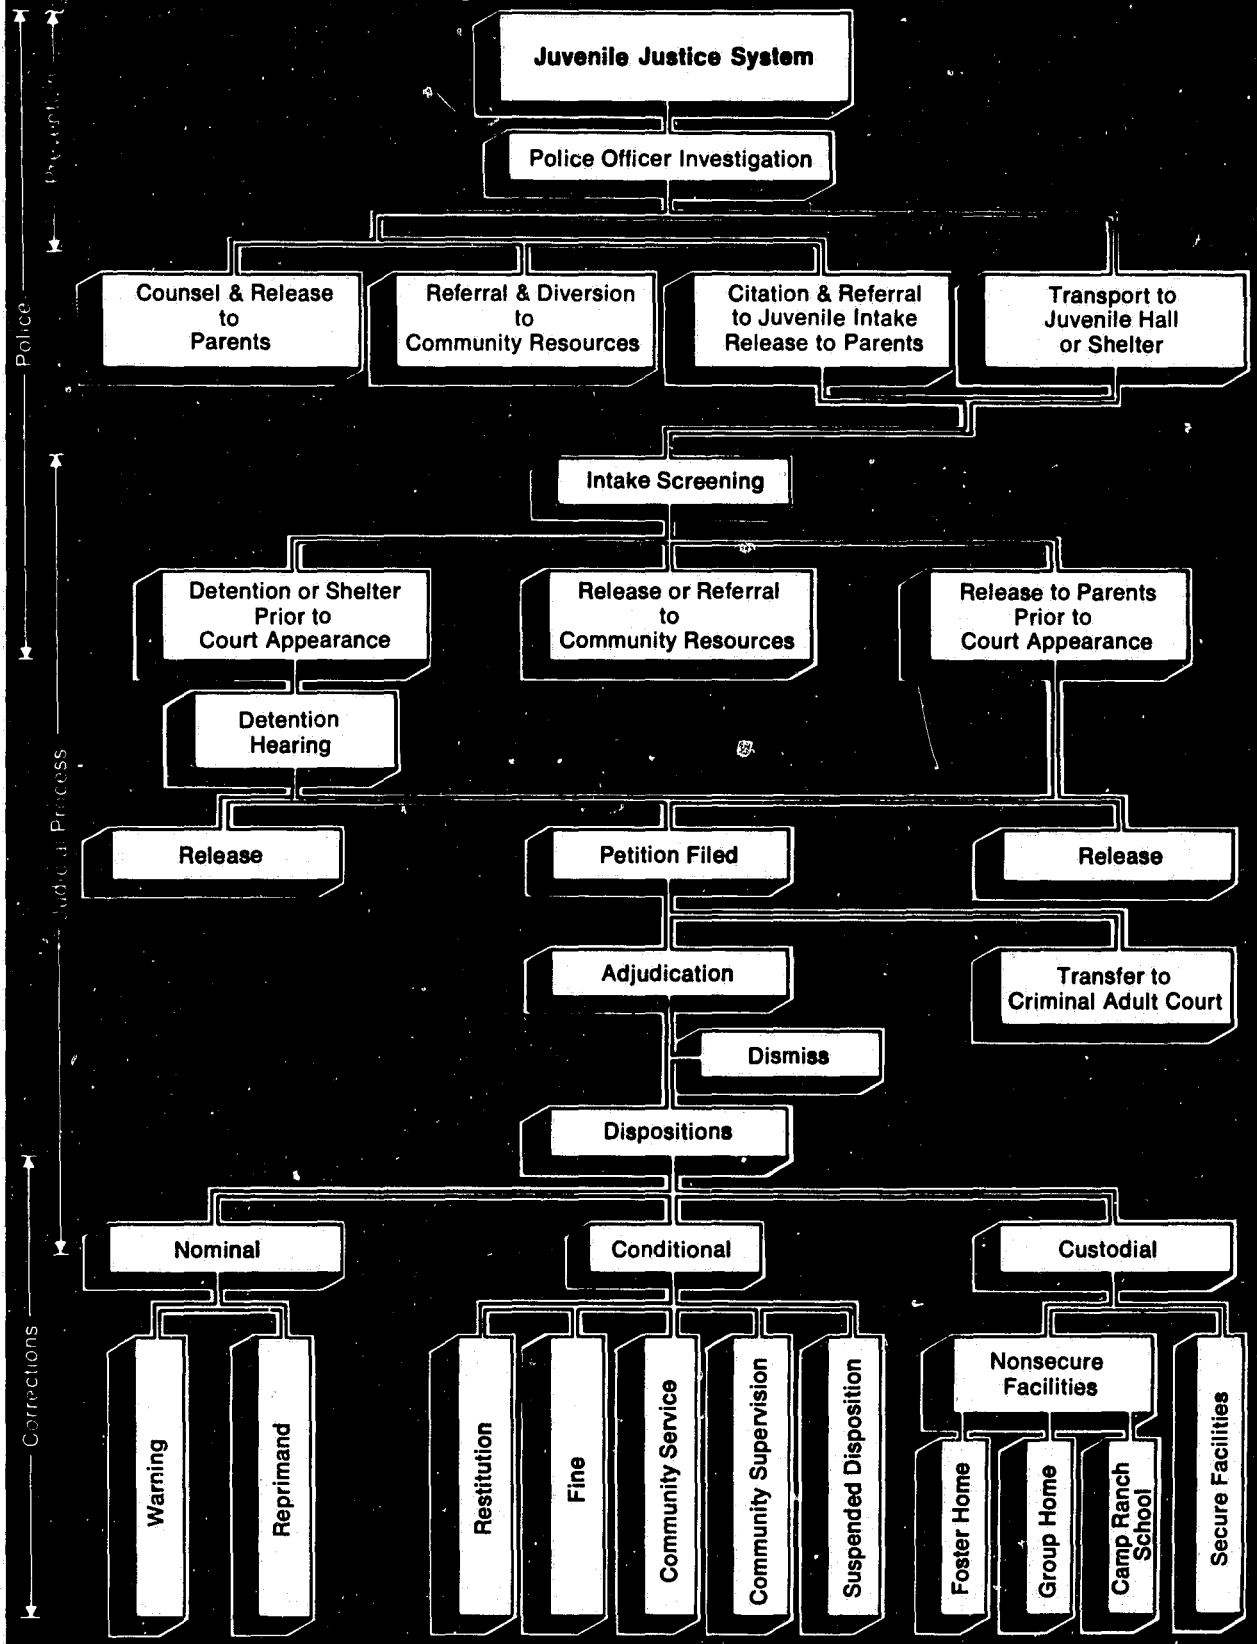 Juvenile Justice System
Police Officer Investigation
Prevention
Police
Counsel & Release
to
Parents
Referral & Diversion
to
Community Resources
Citation & Referral
to Juvenile Intake
Release to Parents
Transport to
Juvenile Hall
or Shelter
Intake Screening
Detention or Shelter
Prior to
Court Appearance
Release or Referral
to
Community Resources
Release to Parents
Prior to
Court Appearance
Detention
Hearing
Judicial Process
Release
Petition Filed
Release
Adjudication
Transfer to
Criminal Adult Court
Dismiss
Dispositions
Nominal
Conditional
Custodial
Corrections
Warning
Reprimand
Restitution
Fine
Community Service
Community Supervision
Suspended Disposition
Nonsecure
Facilities
Foster Home
Group Home
Camp Ranch
School
Secure Facilities